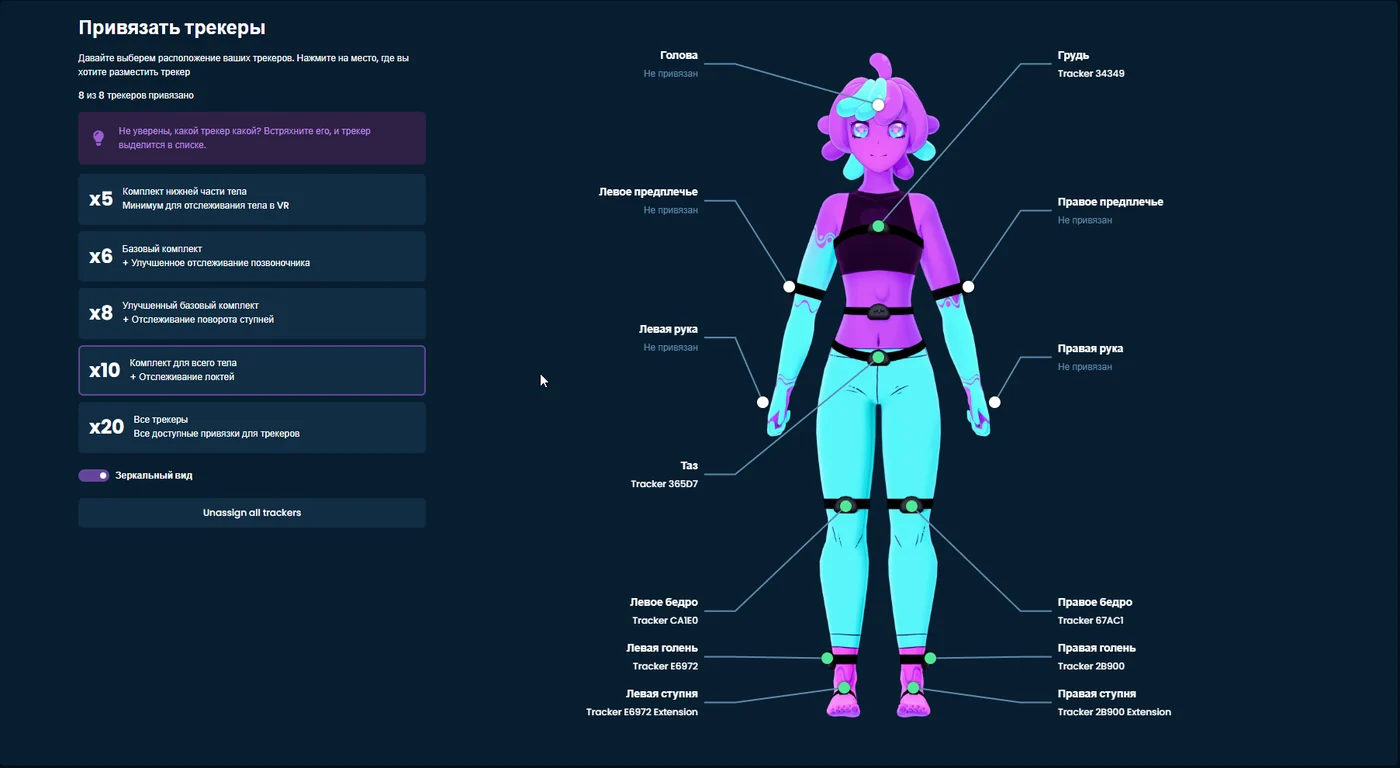 Привязать трекеры
Давайте выберем расположение ваших трекеров. Нажмите на место, где вы
хотите разместить трекер
8 из 8 трекеров привязано
Не уверены, какой трекер какой? Встряхните его, и трекер
выделится в списке.
x5
Комплект нижней части тела
Минимум для отслеживания тела в VR
x6
Базовый комплект
+ Улучшенное отслеживание позвоночника
x8
Улучшенный базовый комплект
+ Отслеживание поворота ступней
x10
Комплект для всего тела
+ Отслеживание локтей
x20
Все трекеры
Все доступные привязки для трекеров
Зеркальный вид
Unassign all trackers
Голова
Не привязан
Грудь
Tracker 34349
Левое предплечье
Не привязан
Правое предплечье
Не привязан
Левая рука
Не привязан
Правая рука
Не привязан
Таз
Tracker 365D7
Левое бедро
Tracker CA1E0
Правое бедро
Tracker 67AC1
Левая голень
Tracker E6972
Правая голень
Tracker 2B900
Левая ступня
Tracker E6972 Extension
Правая ступня
Tracker 2B900 Extension